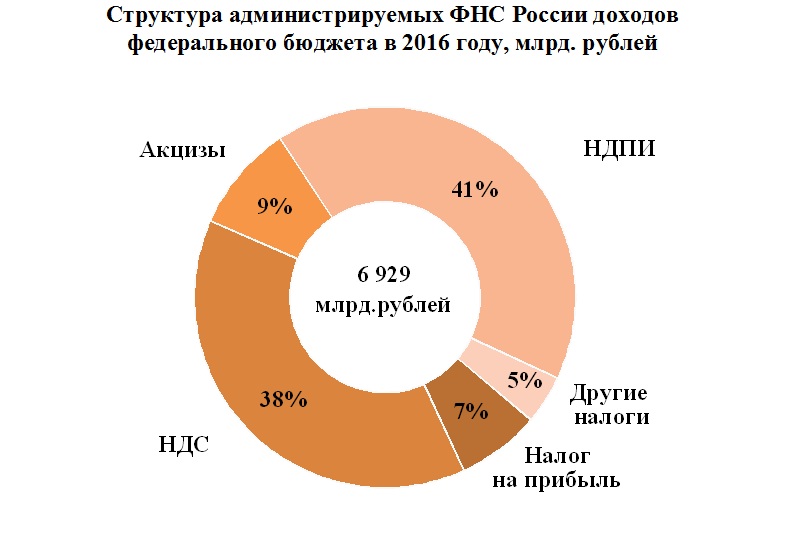 Структура администрируемых ФНС России доходов
федерального бюджета в 2016 году, млрд. рублей
Акцизы
НДПИ
9%
41%
6 929
млрд.рублей
38%
7%
5%
Другие
налоги
НДС
Налог
на прибыль